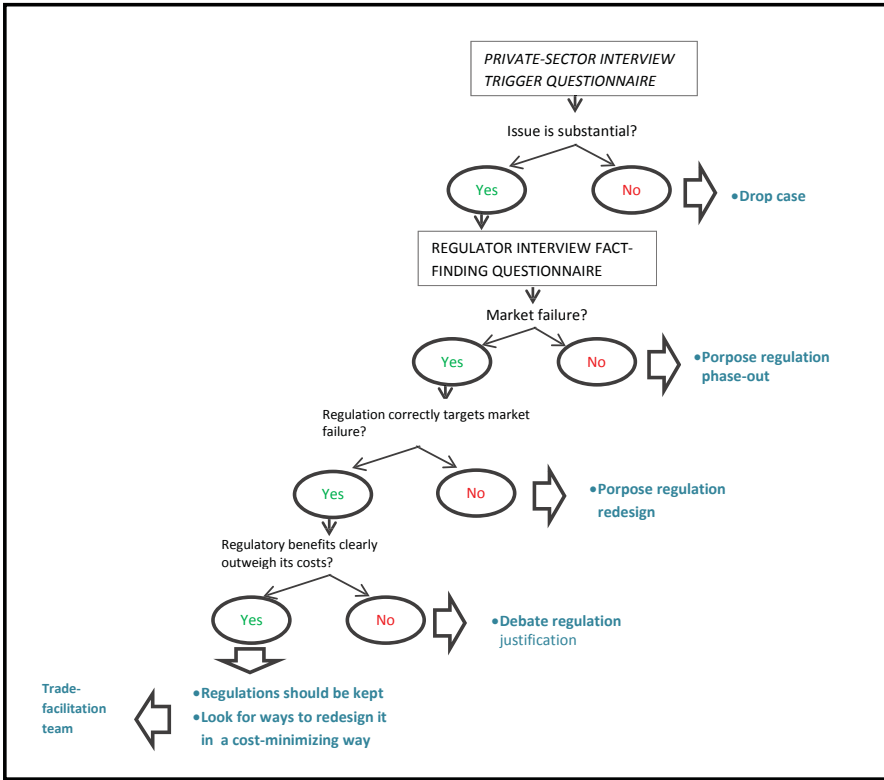 PRIVATE-SECTOR INTERVIEW
TRIGGER QUESTIONNAIRE
Issue is substantial?
Yes
No
•Drop case
REGULATOR INTERVIEW FACT-
FINDING QUESTIONNAIRE
Market failure?
Yes
No
•Porpose regulation
phase-out
Regulation correctly targets market
failure?
Yes
No
•Porpose regulation
redesign
Regulatory benefits clearly
outweigh its costs?
Yes
No
•Debate regulation
justification
Trade-
facilitation
team
•Regulations should be kept
•Look for ways to redesign it
in a cost-minimizing way